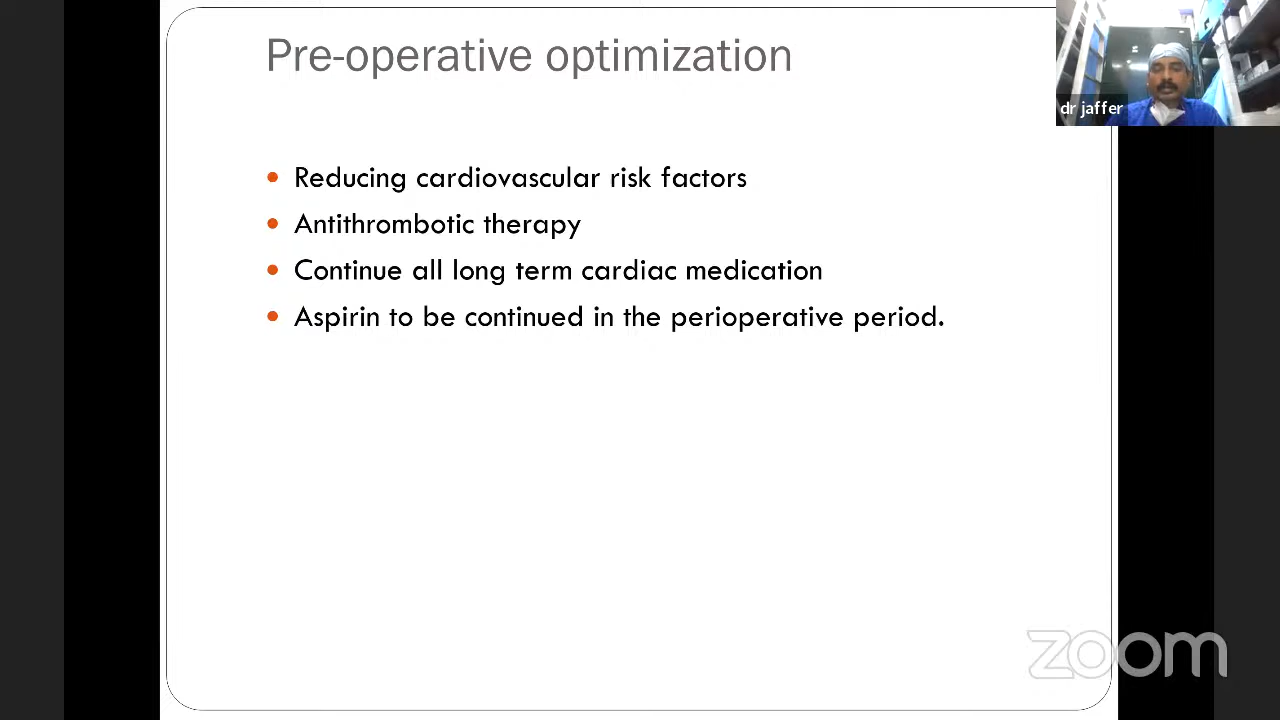 Pre-operative optimization
dr jaffer
Reducing cardiovascular risk factors
Antithrombotic therapy
Continue all long term cardiac medication
Aspirin to be continued in the perioperative period.
zoom